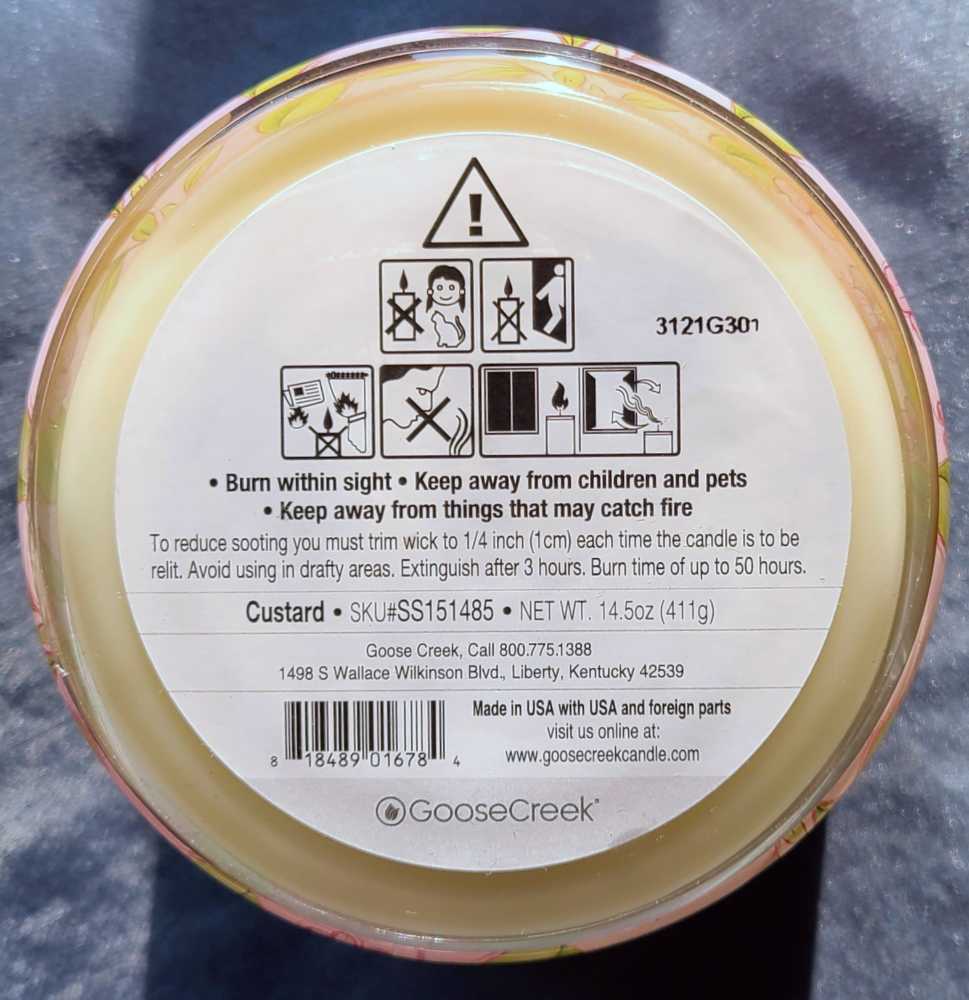 3121G301
• Burn within sight • Keep away from children and pets
• Keep away from things that may catch fire
To reduce sooting you must trim wick to 1/4 inch (1cm) each time the candle is to be
relit. Avoid using in drafty areas. Extinguish after 3 hours. Burn time of up to 50 hours.
Custard • SKU#SS151485 • NET WT. 14.5oz (411g)
Goose Creek, Call 800.775.1388
1498 S Wallace Wilkinson Blvd., Liberty, Kentucky 42539
Made in USA with USA and foreign parts
visit us online at:
www.goosecreekcandle.com
8 18489 01678 4
GooseCreek®